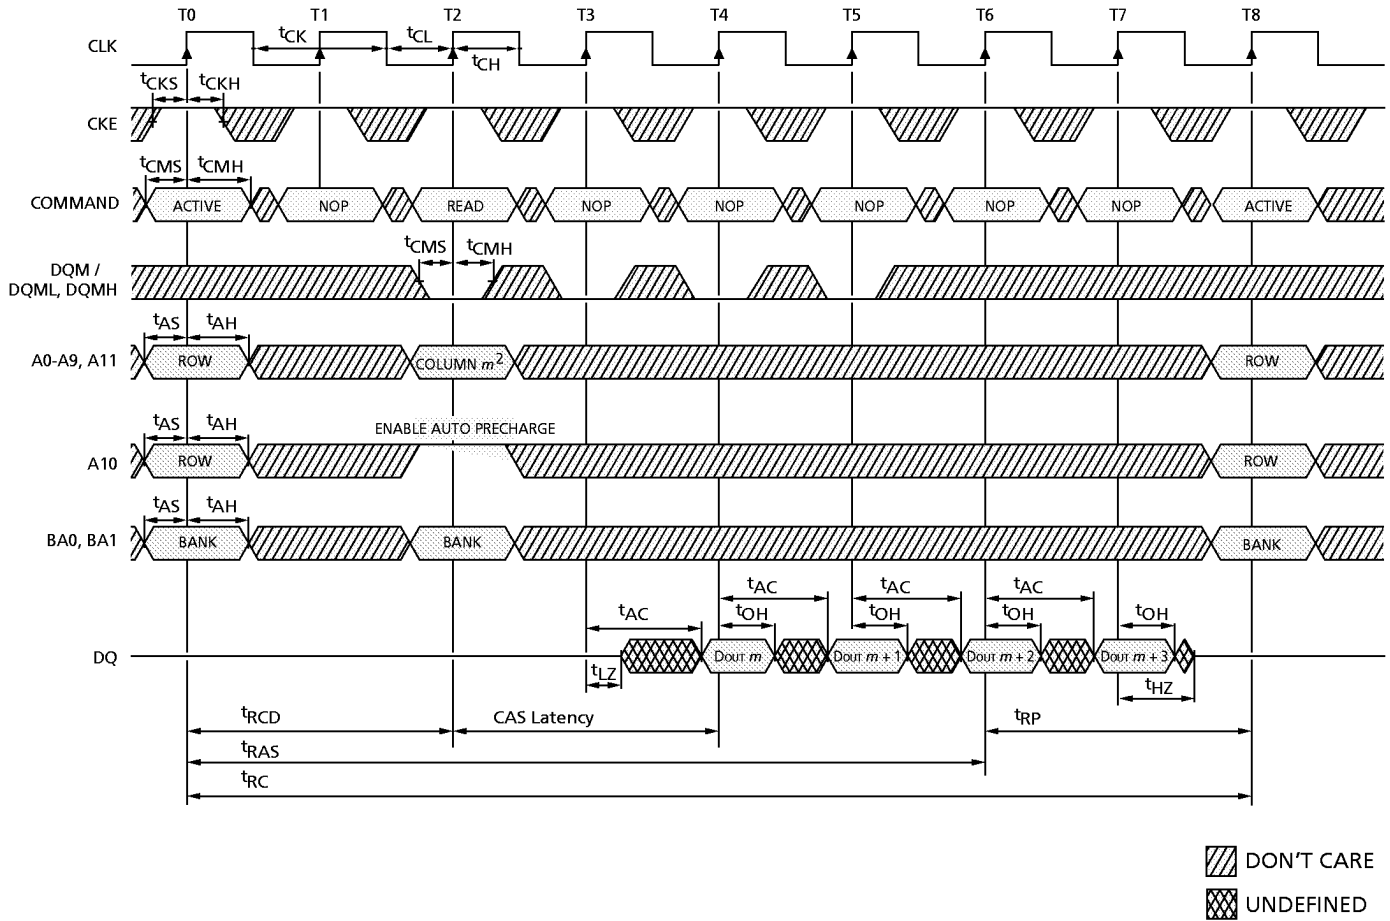 T0 T1 T2 T3 T4 T5 T6 T7 T8
CLK tCK tCL tCH
tCKS tCKH
CKE
tCMS tCMH
COMMAND ACTIVE NOP READ NOP NOP NOP NOP NOP ACTIVE
tCMS tCMH
DQM /
DQML, DQMH
tAS tAH
A0-A9, A11 ROW COLUMN m2 ROW
tAS tAH ENABLE AUTO PRECHARGE
A10 ROW ROW
tAS tAH
BA0, BA1 BANK BANK BANK
tAC tAC tAC
tAC tOH tOH tOH tOH
DQ DOUT m DOUT m + 1 DOUT m + 2 DOUT m + 3
tLZ tHZ
tRCD CAS Latency tRP
tRAS
tRC
DON'T CARE
UNDEFINED